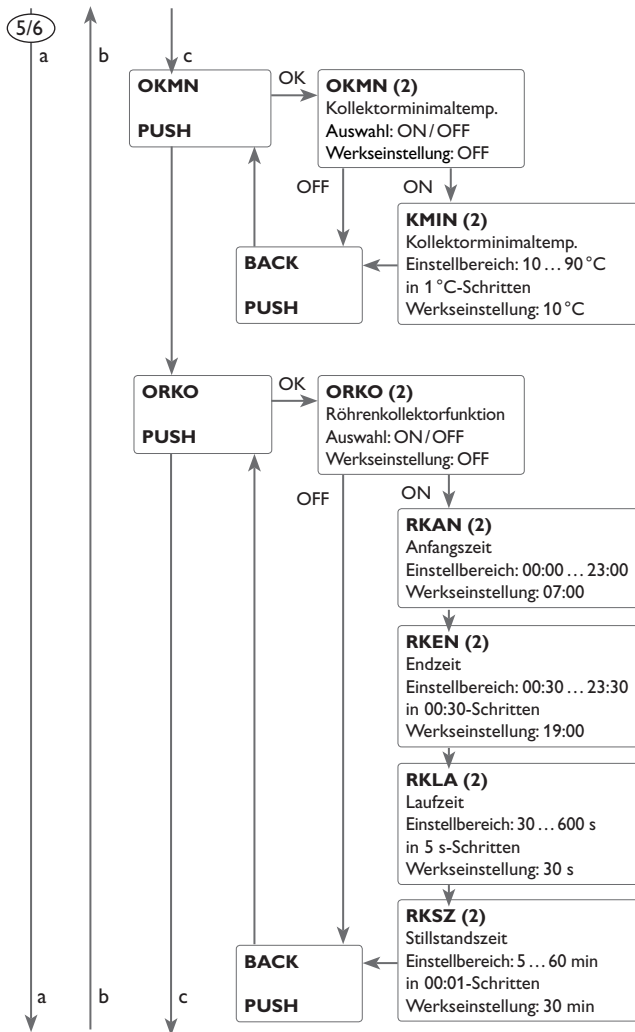 5/6
a
b
c
OKMN
PUSH
OK
OKMN (2)
Kollektorminimaltemp.
Auswahl: ON / OFF
Werkseinstellung: OFF
OFF
ON
KMIN (2)
Kollektorminimaltemp.
Einstellbereich: 10 … 90 °C
in 1 °C-Schritten
Werkseinstellung: 10 °C
BACK
PUSH
ORKO
PUSH
OK
ORKO (2)
Röhrenkollektorfunktion
Auswahl: ON / OFF
Werkseinstellung: OFF
OFF
ON
RKAN (2)
Anfangszeit
Einstellbereich: 00:00 … 23:00
Werkseinstellung: 07:00
RKEN (2)
Endzeit
Einstellbereich: 00:30 … 23:30
in 00:30-Schritten
Werkseinstellung: 19:00
RKLA (2)
Laufzeit
Einstellbereich: 30 … 600 s
in 5 s-Schritten
Werkseinstellung: 30 s
RKSZ (2)
Stillstandszeit
Einstellbereich: 5 … 60 min
in 00:01-Schritten
Werkseinstellung: 30 min
BACK
PUSH
a
b
c